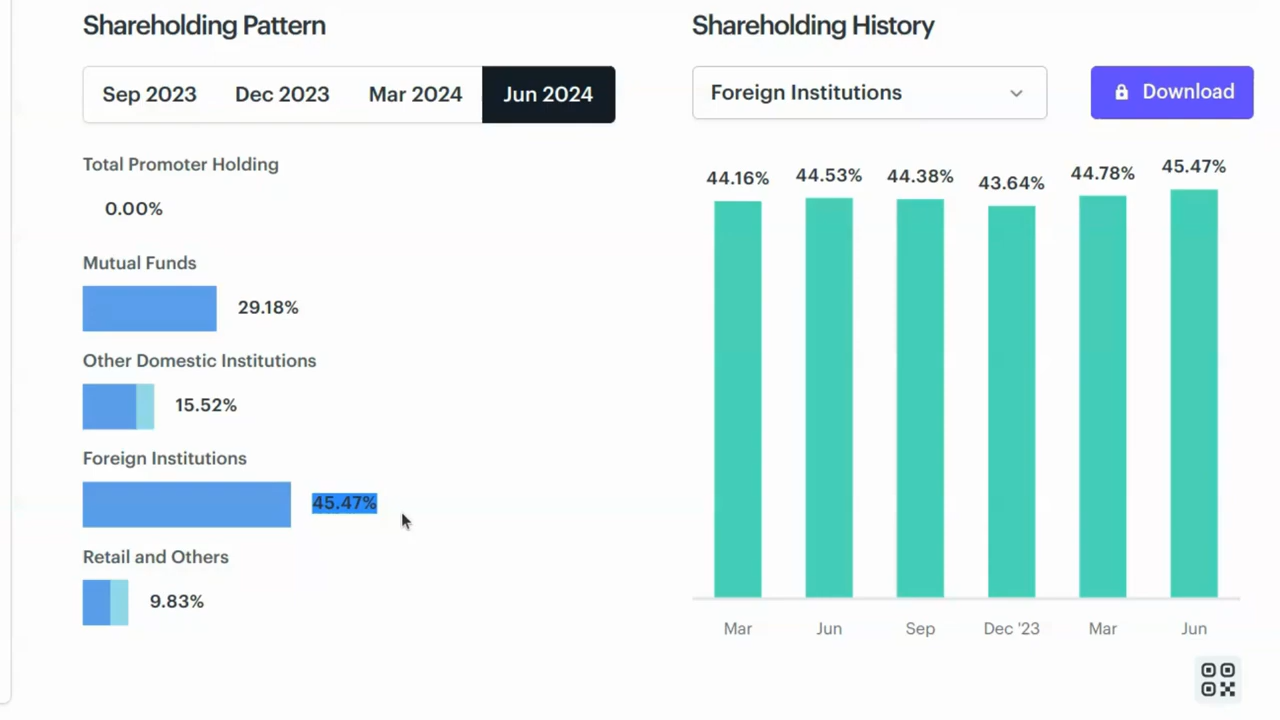 Shareholding Pattern
Sep 2023 Dec 2023 Mar 2024 Jun 2024
Total Promoter Holding
0.00%
Mutual Funds
29.18%
Other Domestic Institutions
15.52%
Foreign Institutions
45.47%
Retail and Others
9.83%
Shareholding History
Foreign Institutions
Download
44.16% 44.53% 44.38% 43.64% 44.78% 45.47%
Mar Jun Sep Dec '23 Mar Jun